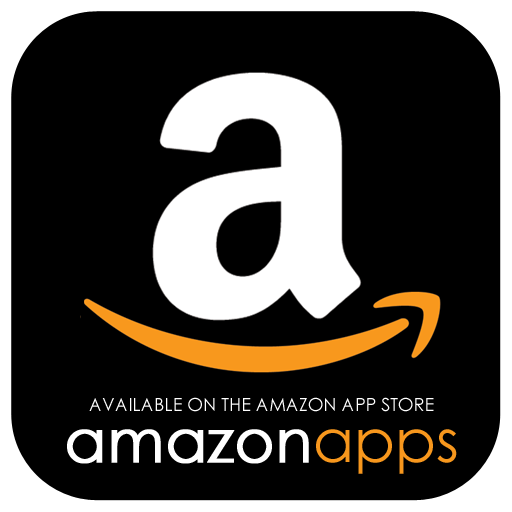 a
AVAILABLE ON THE AMAZON APP STORE
amazonapps